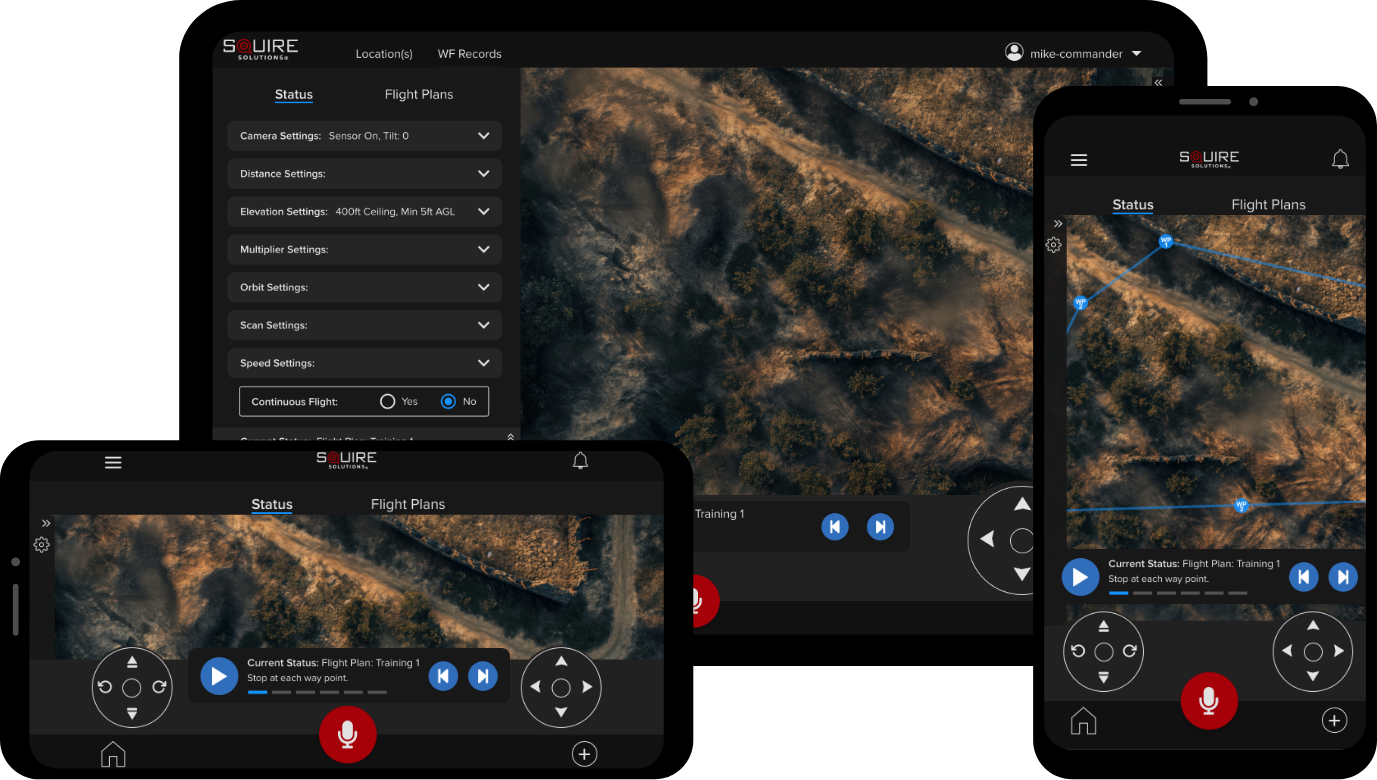 SQUIRE
SOLUTIONS®
Location(s) WF Records
mike-commander
Status Flight Plans
Camera Settings: Sensor On, Tilt: 0
Distance Settings:
Elevation Settings: 400ft Ceiling, Min 5ft AGL
Multiplier Settings:
Orbit Settings:
Scan Settings:
Speed Settings:
Continuous Flight: Yes No
Current Status: Flight Plan: Training 1
Training 1
SQUIRE
SOLUTIONS®
Status Flight Plans
Current Status: Flight Plan: Training 1
Stop at each way point.
SQUIRE
SOLUTIONS®
Status Flight Plans
WP
1
WP
2
WP
3
Current Status: Flight Plan: Training 1
Stop at each way point.